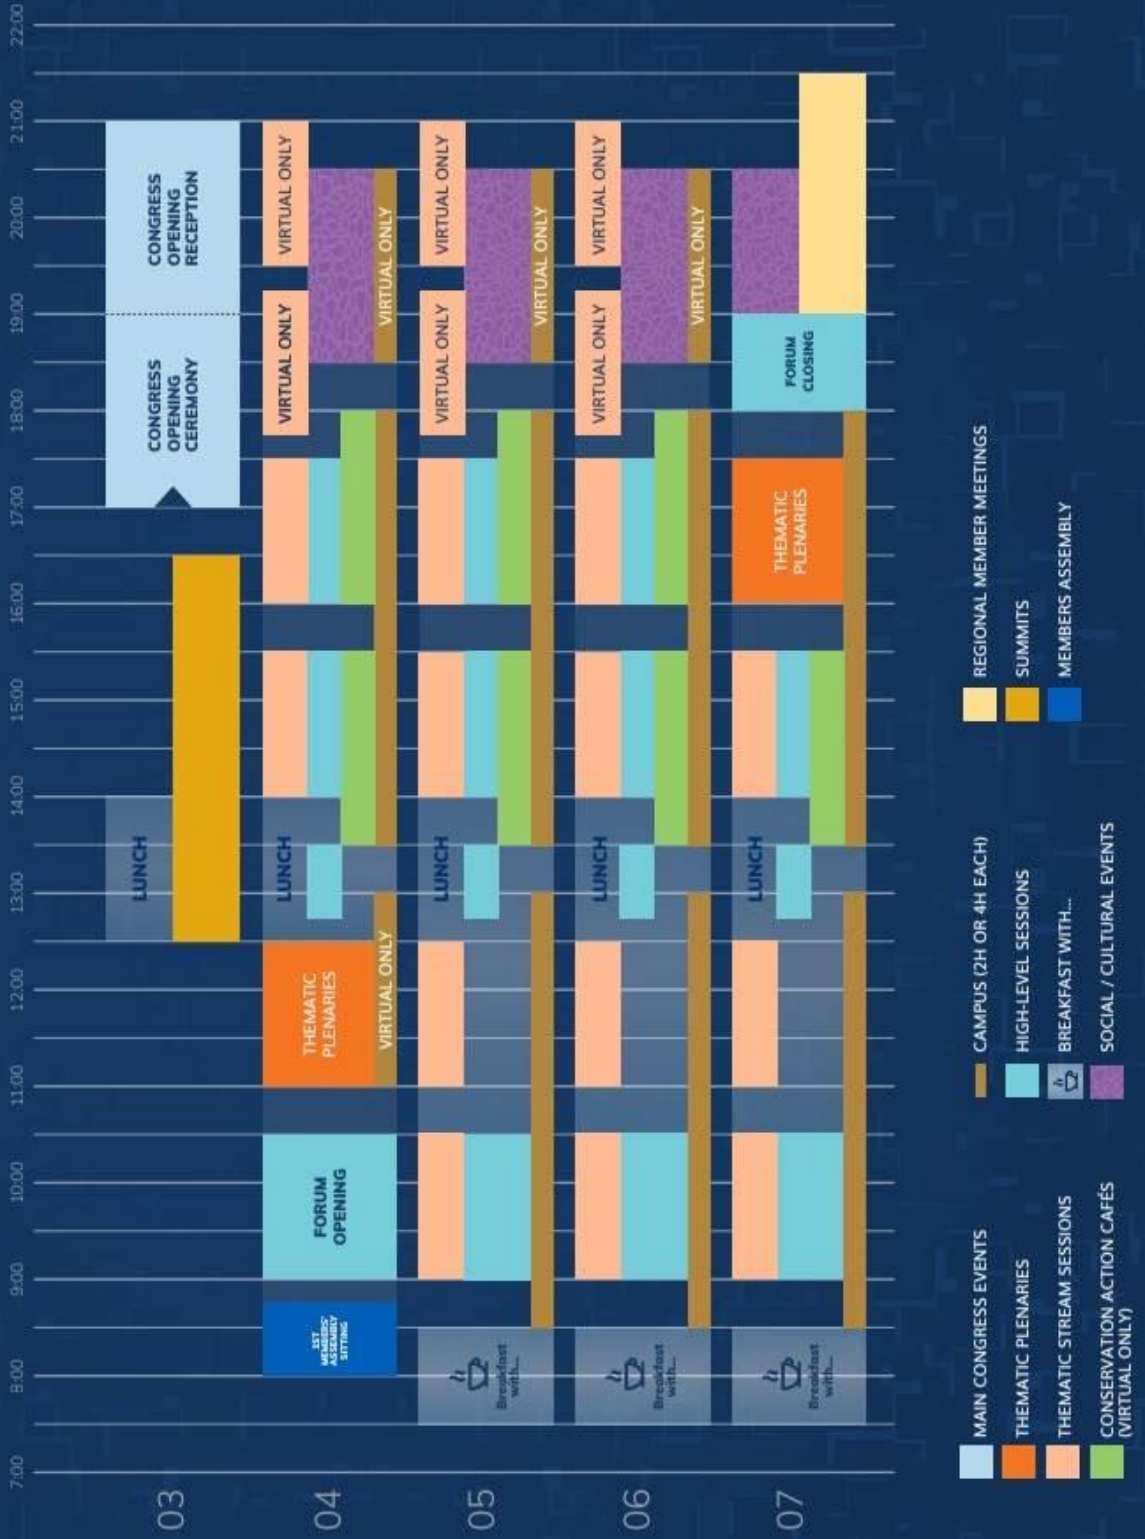 7:00
8:00
9:00
10:00
11:00
12:00
13:00
14:00
15:00
16:00
17:00
18:00
19:00
20:00
21:00
22:00
03
LUNCH
CONGRESS
OPENING
CEREMONY
CONGRESS
OPENING
RECEPTION
04
1ST
MEMBERS'
ASSEMBLY
SITTING
FORUM
OPENING
THEMATIC
PLENARIES
VIRTUAL ONLY
LUNCH
VIRTUAL ONLY
VIRTUAL ONLY
VIRTUAL ONLY
05
Breakfast
with...
LUNCH
VIRTUAL ONLY
VIRTUAL ONLY
VIRTUAL ONLY
06
Breakfast
with...
LUNCH
VIRTUAL ONLY
VIRTUAL ONLY
VIRTUAL ONLY
07
Breakfast
with...
LUNCH
THEMATIC
PLENARIES
FORUM
CLOSING
MAIN CONGRESS EVENTS
THEMATIC PLENARIES
THEMATIC STREAM SESSIONS
CONSERVATION ACTION CAFÉS
(VIRTUAL ONLY)
CAMPUS (2H OR 4H EACH)
HIGH-LEVEL SESSIONS
BREAKFAST WITH...
SOCIAL / CULTURAL EVENTS
REGIONAL MEMBER MEETINGS
SUMMITS
MEMBERS ASSEMBLY